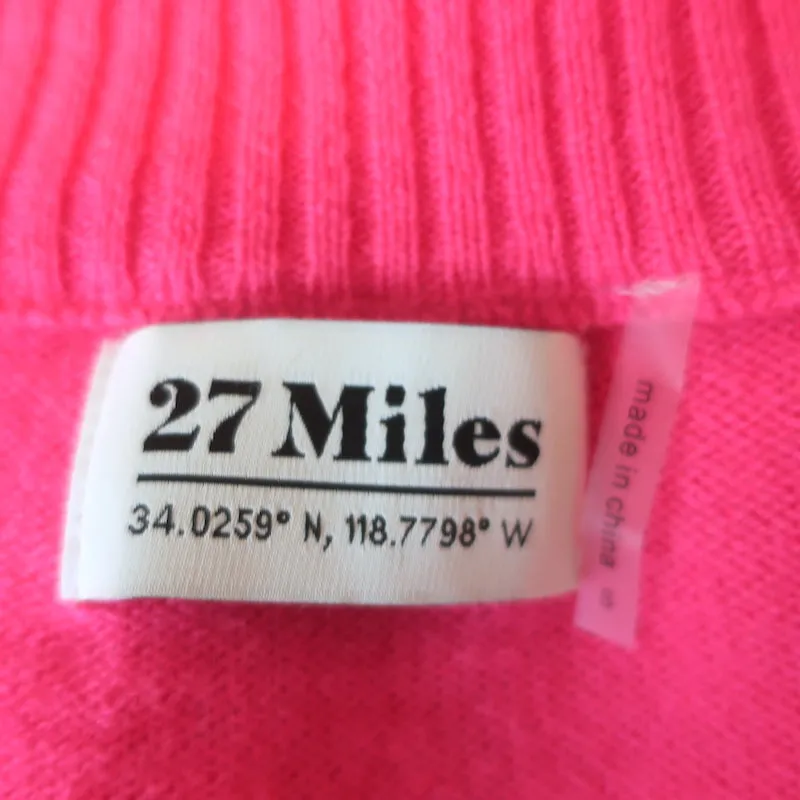 27 Miles
34.0259° N, 118.7798° W
made in china